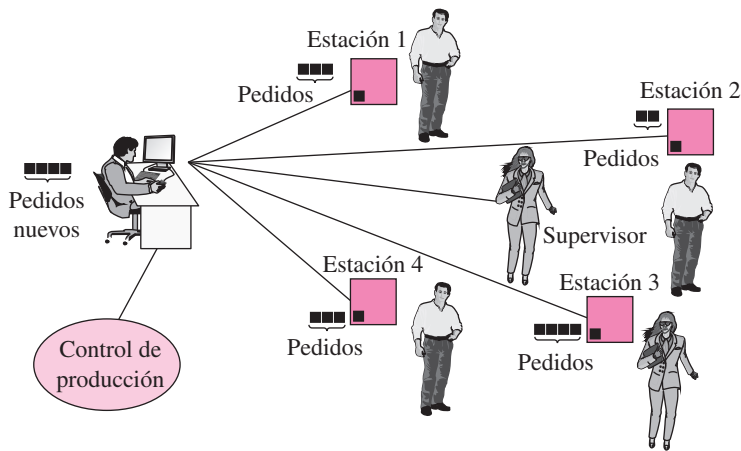 Estación 1
Pedidos
Estación 2
Pedidos
Pedidos
nuevos
Supervisor
Estación 4
Pedidos
Estación 3
Pedidos
Control de
producción